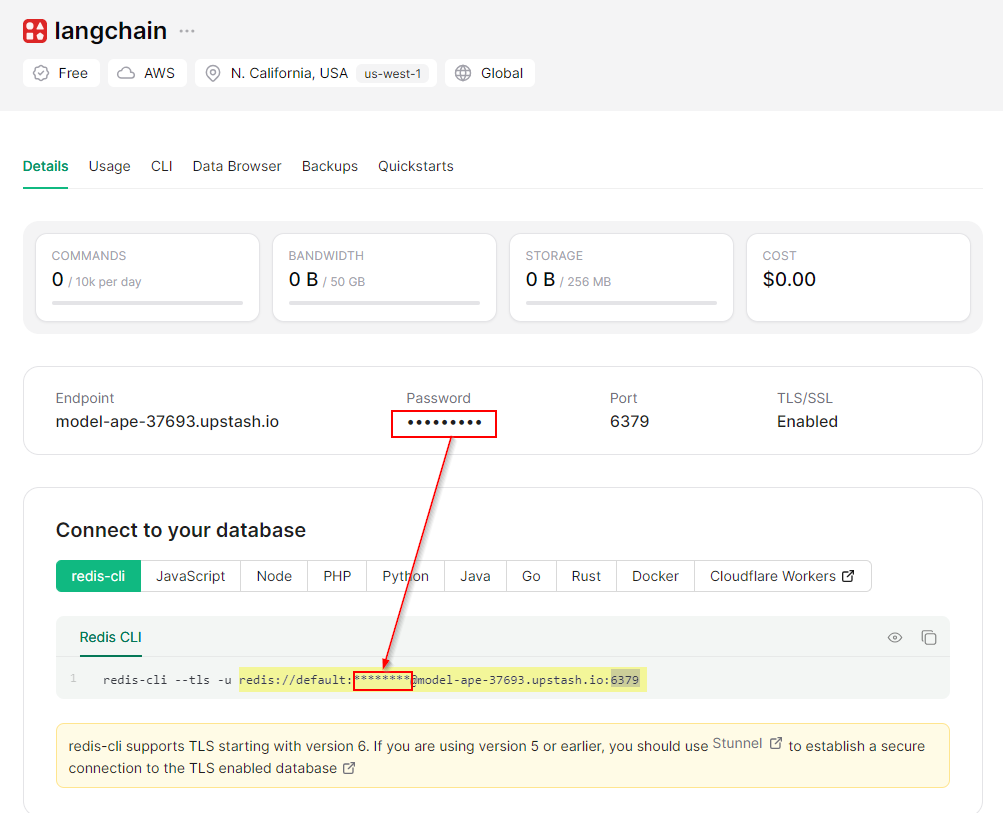 langchain ...
Free AWS N. California, USA us-west-1 Global
Details Usage CLI Data Browser Backups Quickstarts
COMMANDS BANDWIDTH STORAGE COST
0 / 10k per day 0 B / 50 GB 0 B / 256 MB $0.00
Endpoint Password Port TLS/SSL
model-ape-37693.upstash.io ••••••••• 6379 Enabled
Connect to your database
redis-cli JavaScript Node PHP Python Java Go Rust Docker Cloudflare Workers
Redis CLI
1 redis-cli --tls -u redis://default:********@model-ape-37693.upstash.io:6379
redis-cli supports TLS starting with version 6. If you are using version 5 or earlier, you should use Stunnel to establish a secure
connection to the TLS enabled database